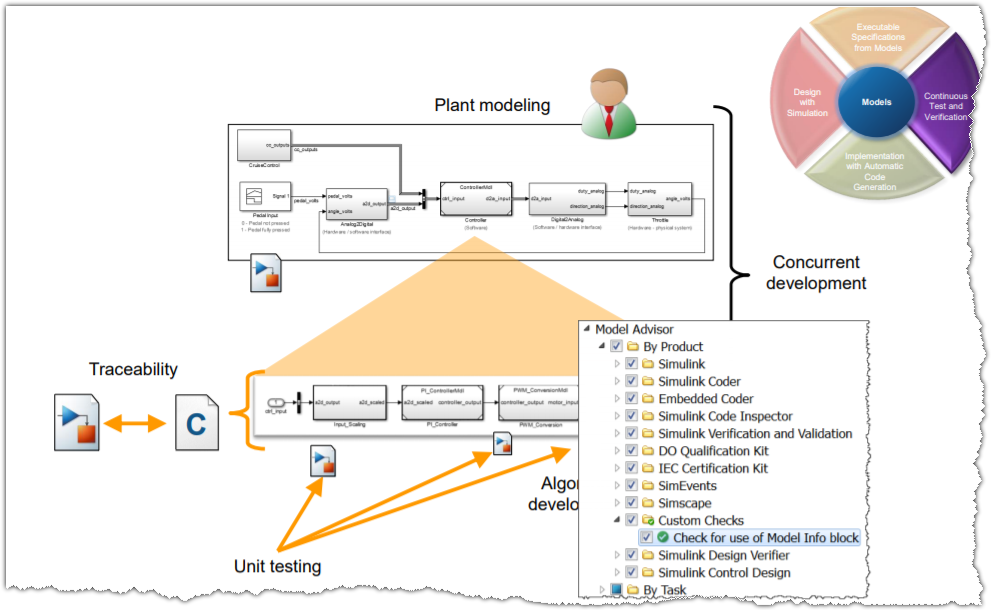 Executable
Specifications
from Models
Design
with
Simulation
Models
Continuous
Test and
Verification
Implementation
with Automatic
Code
Generation
Plant modeling
cc_outputs
cc_outputs
CruiseControl
Signal 1
pedal_volts
Pedal Input
0 - Pedal not pressed
1 - Pedal fully pressed
pedal_volts
angle_volts
a2d_output
a2d_output
Analog2Digital
(Hardware / software interface)
ControllerMdl
ctrl_input
d2a_input
Controller
(Software)
d2a_input
duty_analog
direction_analog
Digital2Analog
(Software / hardware interface)
duty_analog
direction_analog
angle_volts
Throttle
(Hardware - physical system)
Concurrent
development
Traceability
C
ctrl_input
a2d_output
a2d_scaled
Input_Scaling
PI_ControllerMdl
a2d_scaled
controller_output
PI_Controller
PWM_ConversionMdl
controller_output
motor_input
PWM_Conversion
Algor
develo
Unit testing
Model Advisor
By Product
Simulink
Simulink Coder
Embedded Coder
Simulink Code Inspector
Simulink Verification and Validation
DO Qualification Kit
IEC Certification Kit
SimEvents
Simscape
Custom Checks
Check for use of Model Info block
Simulink Design Verifier
Simulink Control Design
By Task